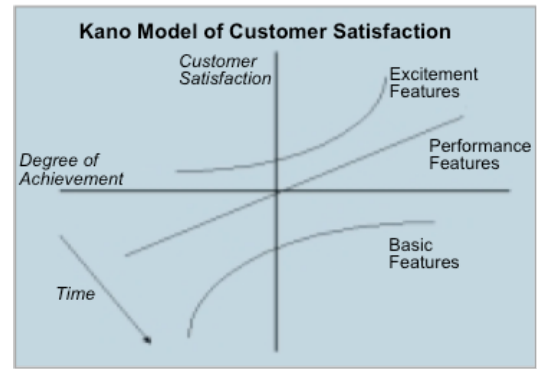 Kano Model of Customer Satisfaction
Customer
Satisfaction
Excitement
Features
Performance
Features
Degree of
Achievement
Basic
Features
Time